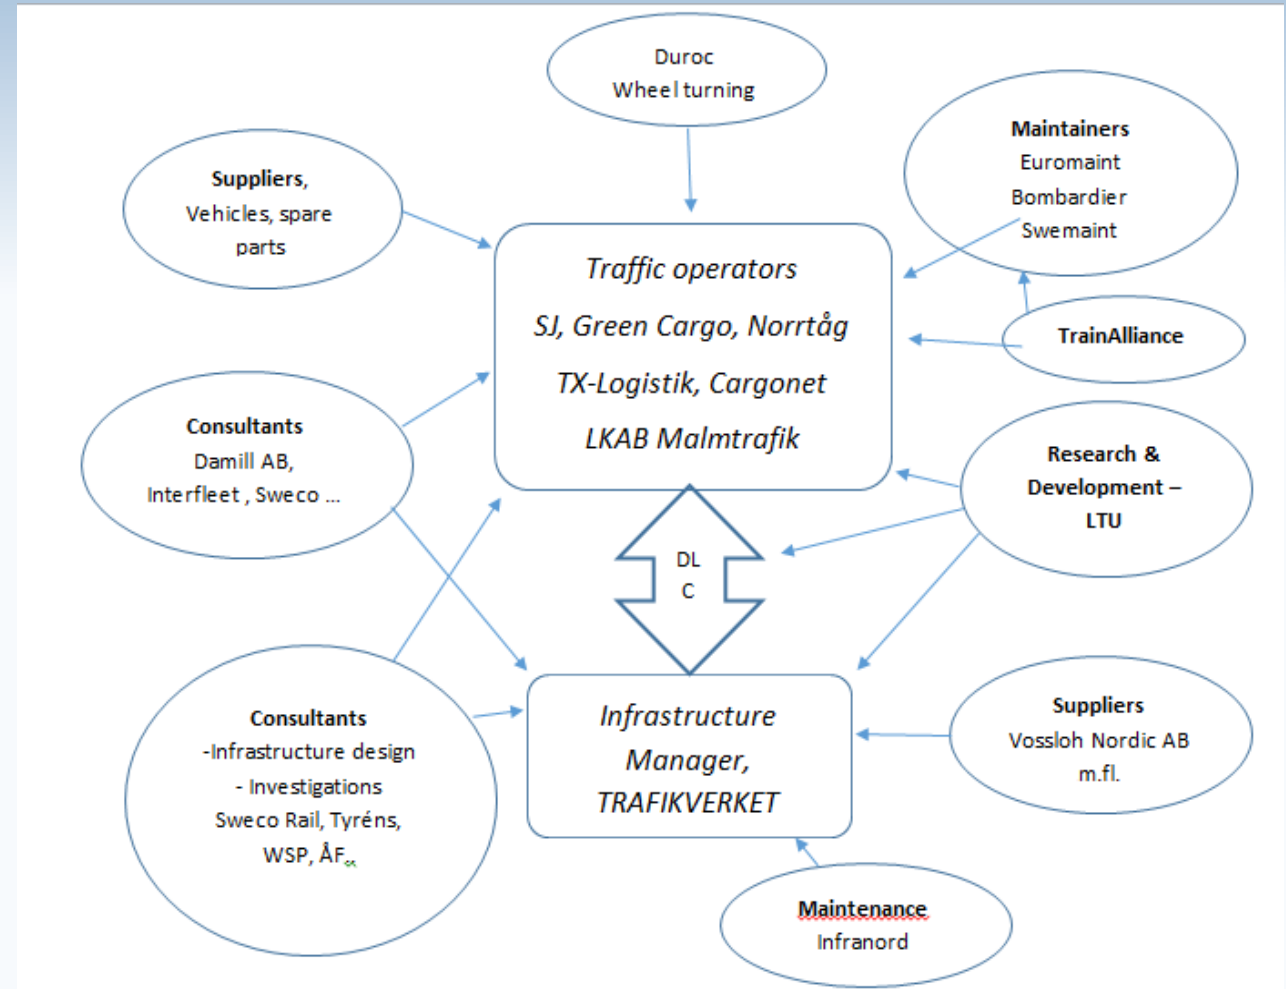 Duroc
Wheel turning
Maintainers
Euromaint
Bombardier
Swemaint
Suppliers,
Vehicles, spare
parts
Traffic operators
SJ, Green Cargo, Norrtåg
TX-Logistik, Cargonet
LKAB Malmtrafik
TrainAlliance
Consultants
Damill AB,
Interfleet , Sweco ...
Research &
Development –
LTU
DL
C
Consultants
-Infrastructure design
- Investigations
Sweco Rail, Tyréns,
WSP, ÅF..
Infrastructure
Manager,
TRAFIKVERKET
Suppliers
Vossloh Nordic AB
m.fl.
Maintenance
Infranord